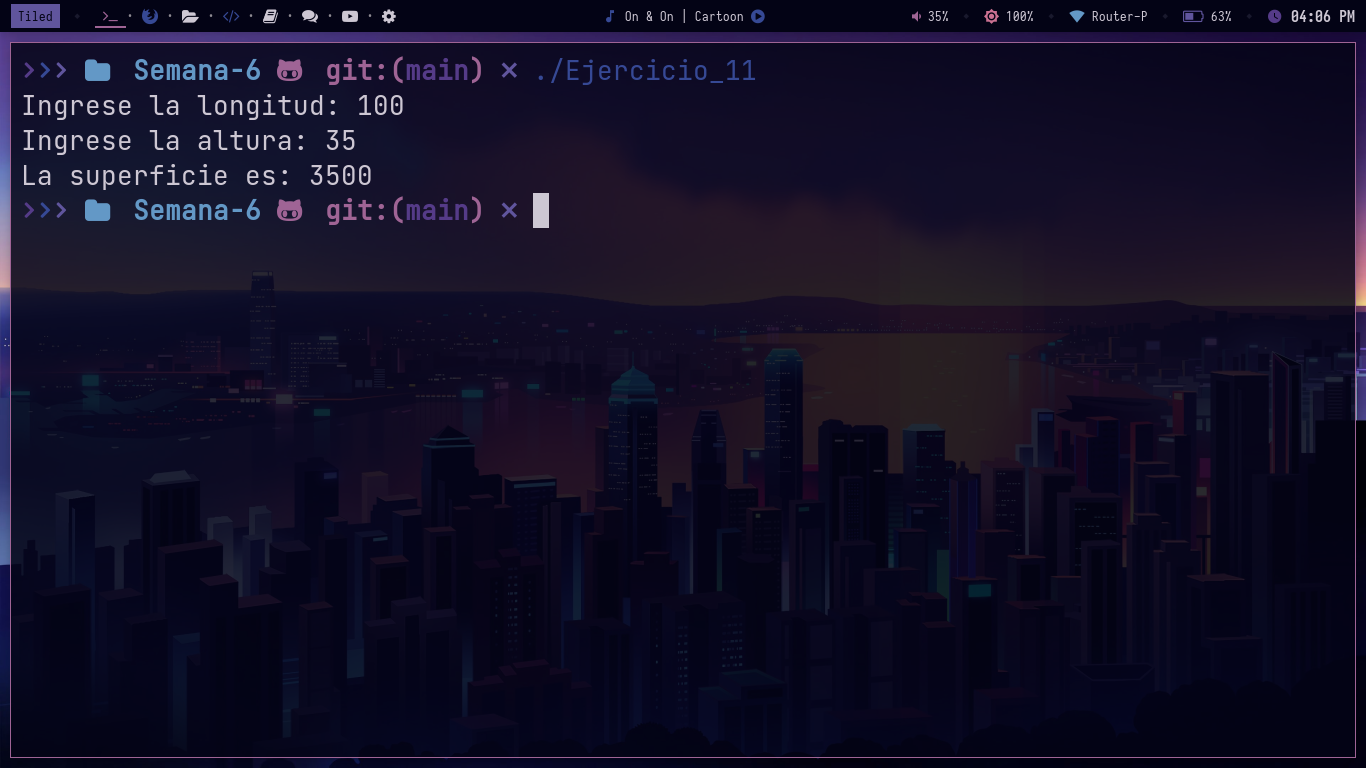 Tiled On & On | Cartoon 35% 100% Router-P 63% 04:06 PM
>>> Semana-6 git:(main) × ./Ejercicio_11
Ingrese la longitud: 100
Ingrese la altura: 35
La superficie es: 3500
>>> Semana-6 git:(main) ×